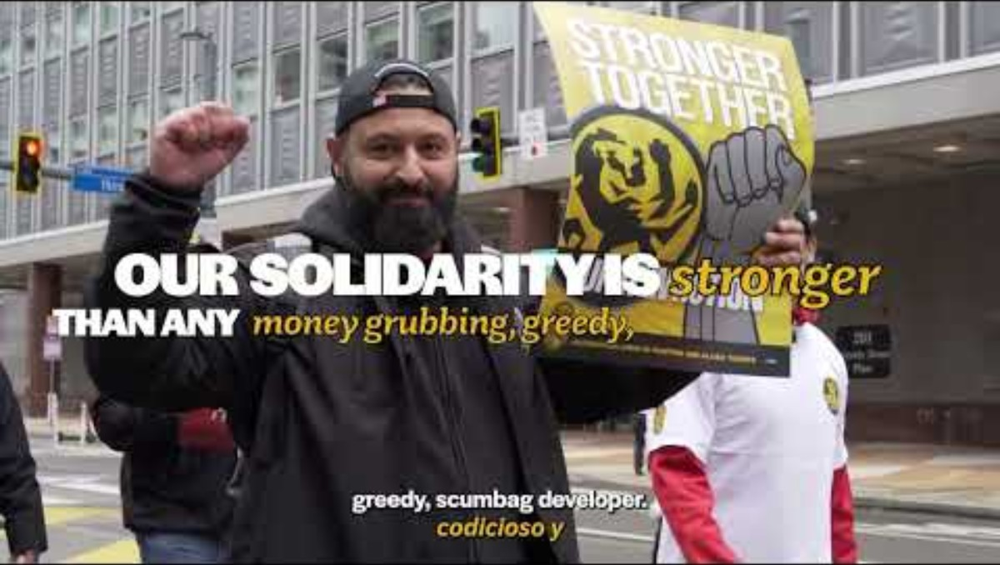 STRONGER
TOGETHER
OUR SOLIDARITY IS stronger
THAN ANY money grubbing, greedy,
greedy, scumbag developer.
codicioso y